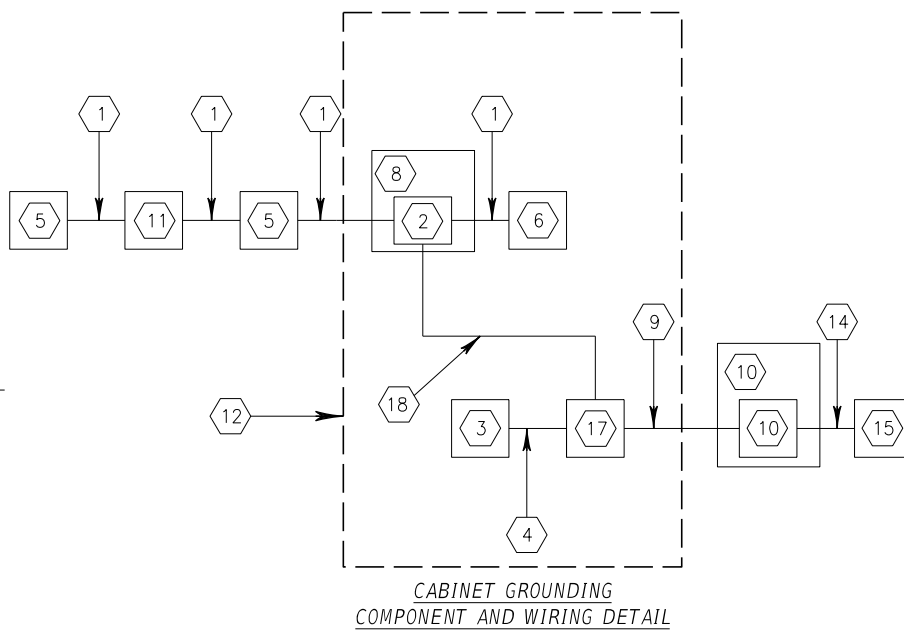 1 1 1 1
8
5 11 5 2 6
9 14
10
12 18 3 17 10 15
4
CABINET GROUNDING
COMPONENT AND WIRING DETAIL